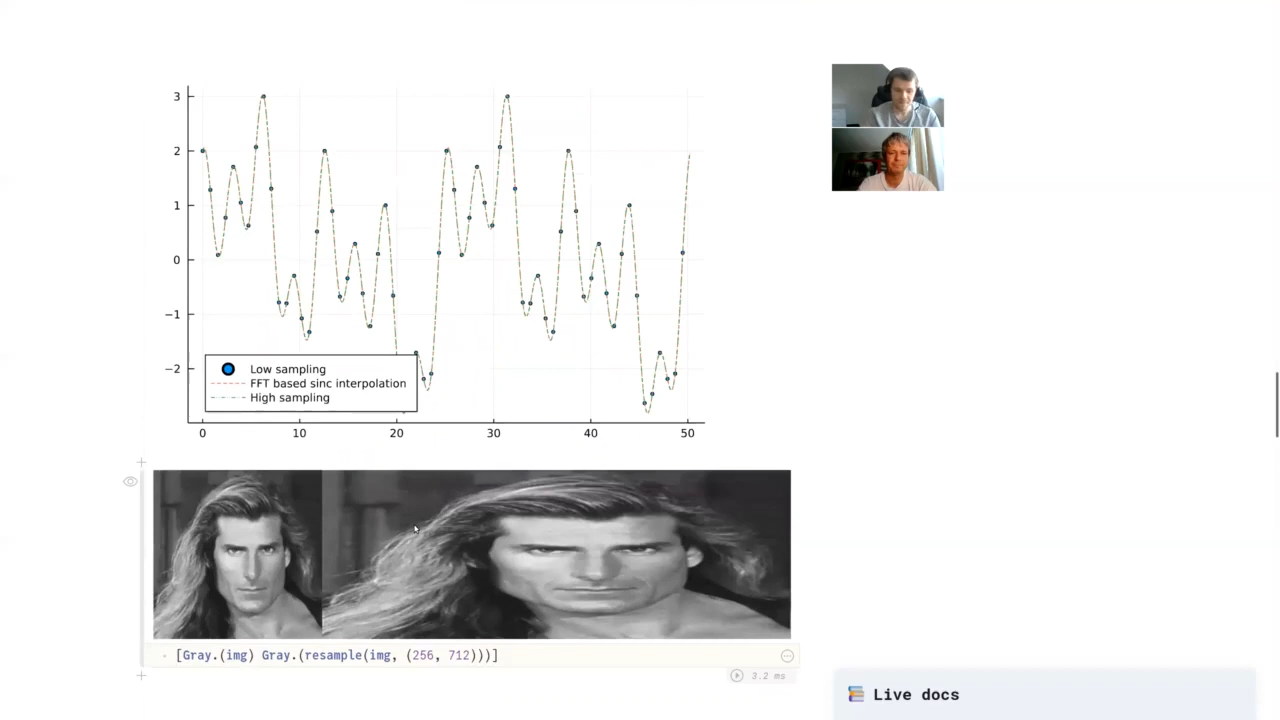 3
2
1
0
−1
−2
Low sampling
FFT based sinc interpolation
High sampling
0 10 20 30 40 50
[Gray.(img) Gray.(resample(img, (256, 712)))]
3.2 ms
Live docs